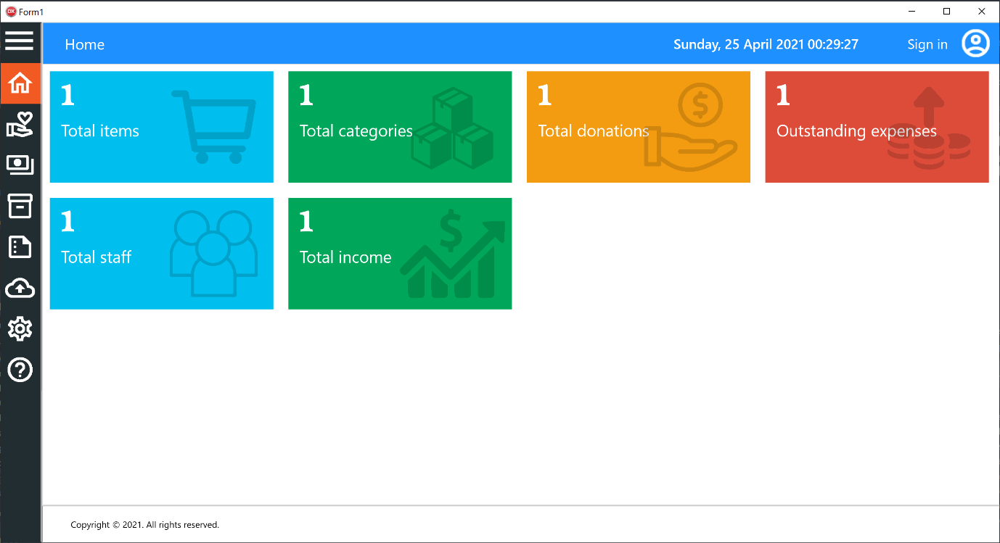 DX Form1
Home
Sunday, 25 April 2021 00:29:27
Sign in
1
Total items
1
Total categories
$
1
Total donations
1
Outstanding expenses
1
Total staff
$
1
Total income
?
Copyright © 2021. All rights reserved.